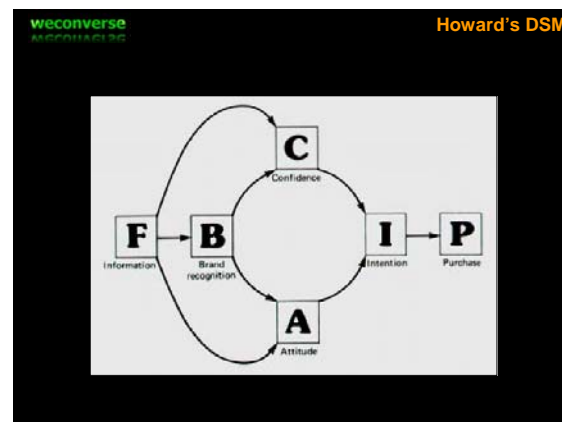 weconverse
Howard's DSM
C
Confidence
F
Information
B
Brand
recognition
I
Intention
P
Purchase
A
Attitude